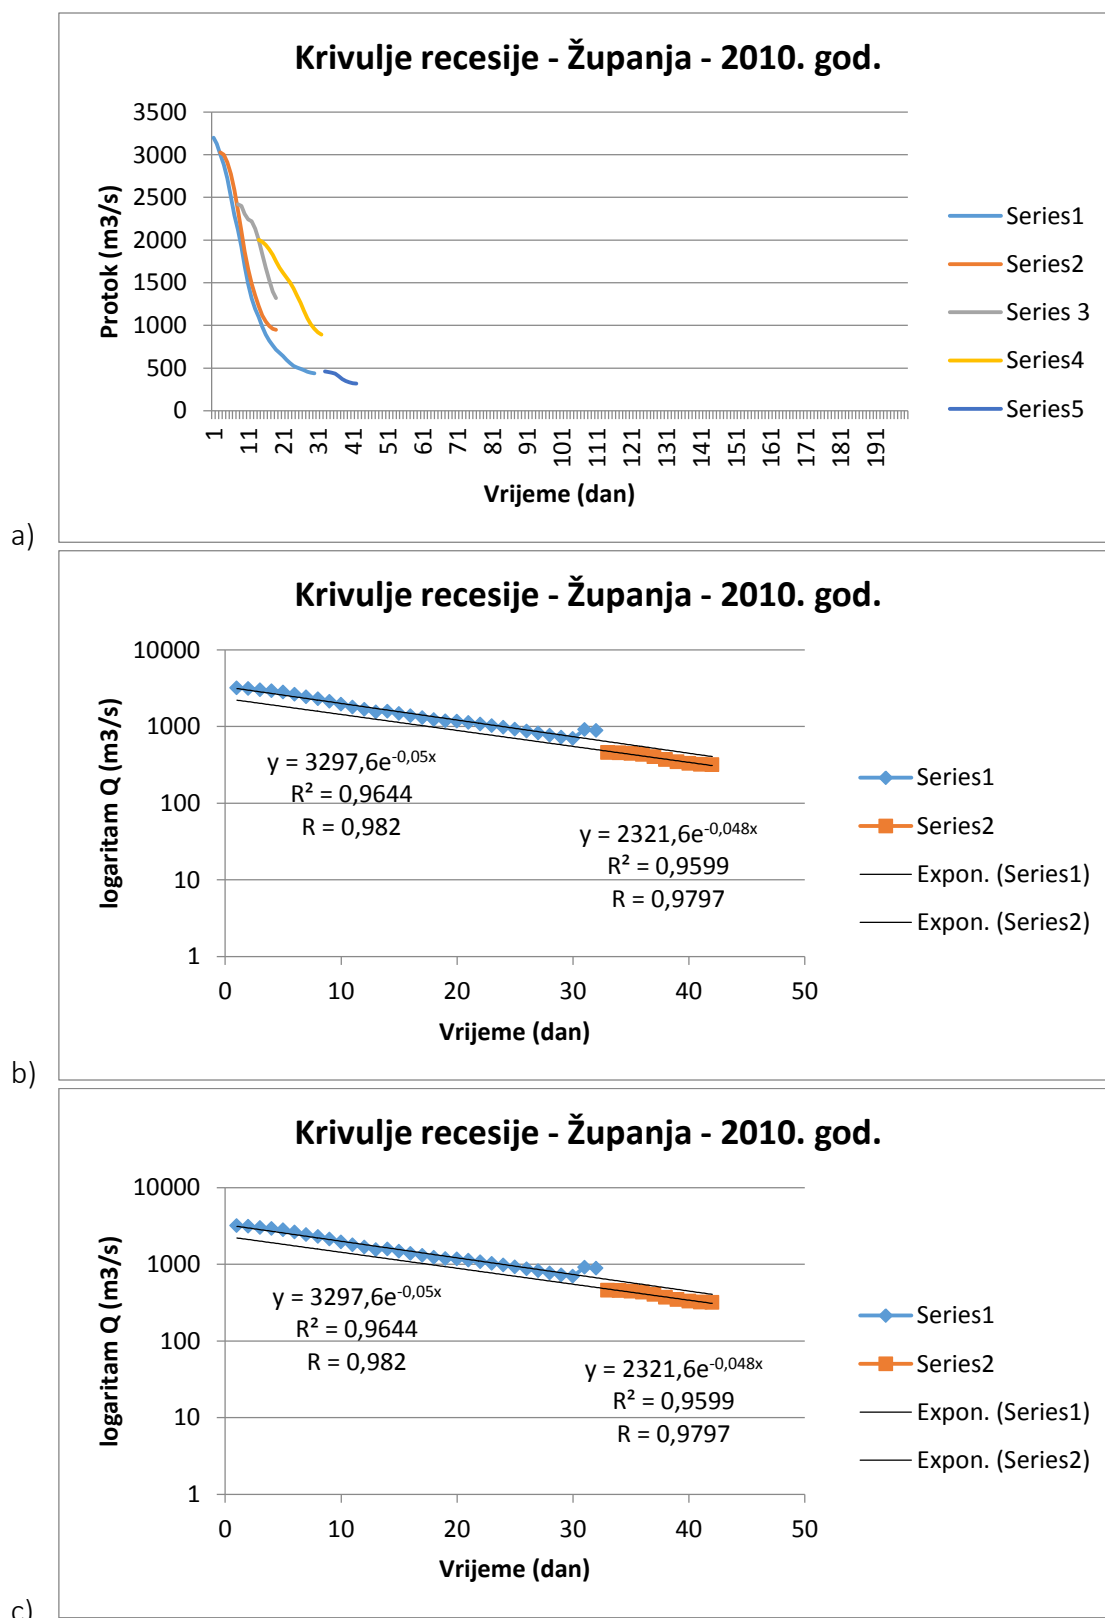 Krivulje recesije - Županja - 2010. god.
Protok (m3/s)
3500
3000
2500
2000
1500
1000
500
0
1
11
21
31
41
51
61
71
81
91
101
111
121
131
141
151
161
171
181
191
Vrijeme (dan)
Series1
Series2
Series 3
Series4
Series5
a)
Krivulje recesije - Županja - 2010. god.
logaritam Q (m3/s)
10000
1000
100
10
1
y = 3297,6e^-0,05x
R² = 0,9644
R = 0,982
y = 2321,6e^-0,048x
R² = 0,9599
R = 0,9797
0 10 20 30 40 50
Vrijeme (dan)
Series1
Series2
Expon. (Series1)
Expon. (Series2)
b)
Krivulje recesije - Županja - 2010. god.
logaritam Q (m3/s)
10000
1000
100
10
1
y = 3297,6e^-0,05x
R² = 0,9644
R = 0,982
y = 2321,6e^-0,048x
R² = 0,9599
R = 0,9797
0 10 20 30 40 50
Vrijeme (dan)
Series1
Series2
Expon. (Series1)
Expon. (Series2)
c)